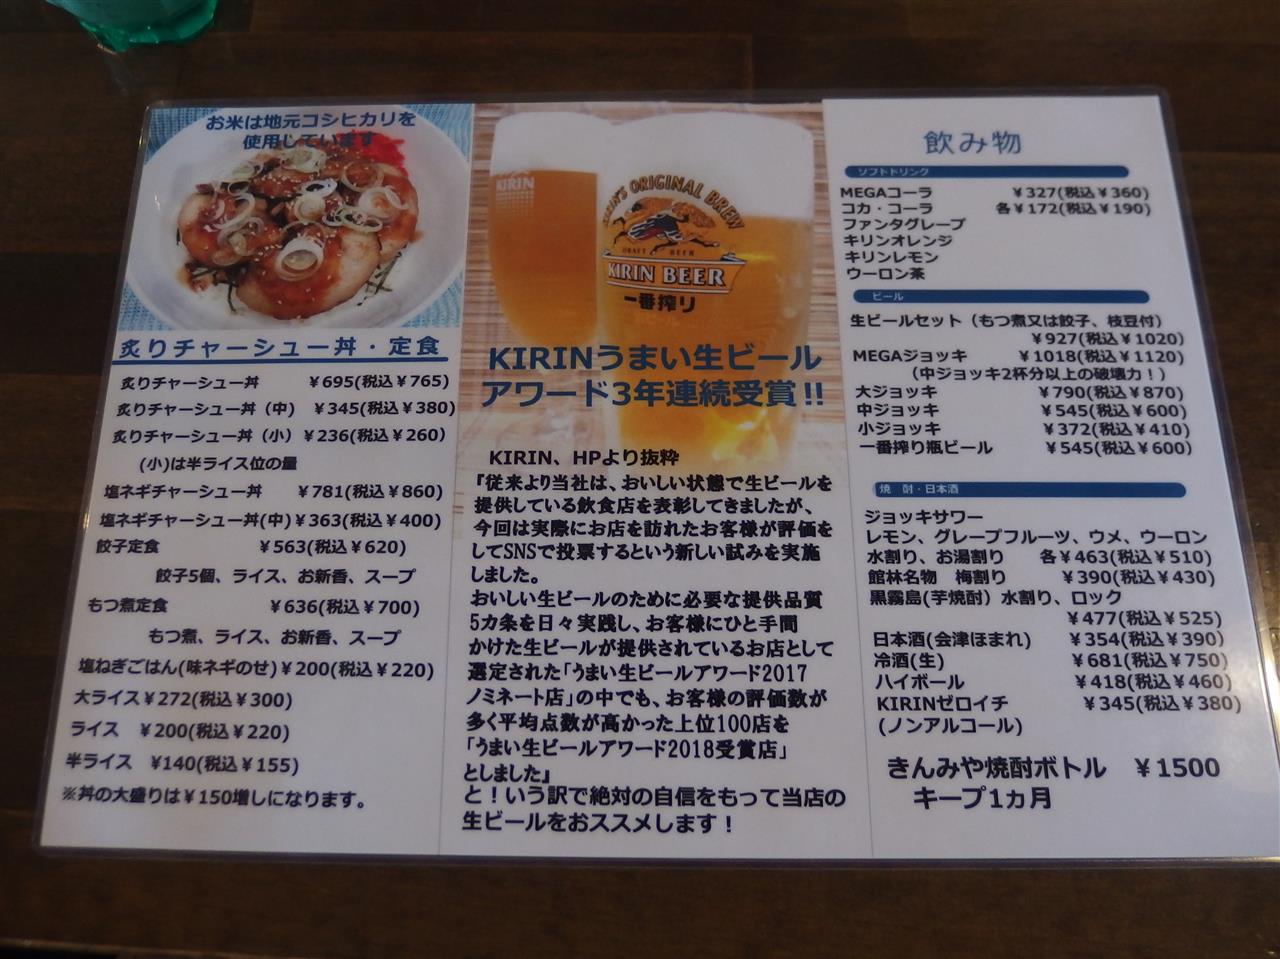 お米は地元コシヒカリを
使用しています
炙りチャーシュー丼・定食
炙りチャーシュー丼 ￥695(税込￥765)
炙りチャーシュー丼（中） ￥345(税込￥380)
炙りチャーシュー丼（小）￥236(税込￥260)
(小)は半ライス位の量
塩ネギチャーシュー丼 ￥781(税込￥860)
塩ネギチャーシュー丼(中)￥363(税込￥400)
餃子定食 ￥563(税込￥620)
餃子5個、ライス、お新香、スープ
もつ煮定食 ￥636(税込￥700)
もつ煮、ライス、お新香、スープ
塩ねぎごはん(味ネギのせ)￥200(税込￥220)
大ライス￥272(税込￥300)
ライス ￥200(税込￥220)
半ライス ￥140(税込￥155)
※丼の大盛りは￥150増しになります。
KIRIN
KIRIN'S ORIGINAL BREW
DRAFT BEER
KIRIN BEER
一番搾り
KIRINうまい生ビール
アワード3年連続受賞!!
KIRIN、HPより抜粋
『従来より当社は、おいしい状態で生ビールを
提供している飲食店を表彰してきましたが、
今回は実際にお店を訪れたお客様が評価を
してSNSで投票するという新しい試みを実施
しました。
おいしい生ビールのために必要な提供品質
5カ条を日々実践し、お客様にひと手間
かけた生ビールが提供されているお店として
選定された「うまい生ビールアワード2017
ノミネート店」の中でも、お客様の評価数が
多く平均点数が高かった上位100店を
「うまい生ビールアワード2018受賞店」
としました』
と！いう訳で絶対の自信をもって当店の
生ビールをおススメします！
飲み物
ソフトドリンク
MEGAコーラ ￥327(税込￥360)
コカ・コーラ 各￥172(税込￥190)
ファンタグレープ
キリンオレンジ
キリンレモン
ウーロン茶
ビール
生ビールセット（もつ煮又は餃子、枝豆付）
￥927(税込￥1020)
MEGAジョッキ ￥1018(税込￥1120)
（中ジョッキ2杯分以上の破壊力！）
大ジョッキ ￥790(税込￥870)
中ジョッキ ￥545(税込￥600)
小ジョッキ ￥372(税込￥410)
一番搾り瓶ビール ￥545(税込￥600)
焼酎・日本酒
ジョッキサワー
レモン、グレープフルーツ、ウメ、ウーロン
水割り、お湯割り 各￥463(税込￥510)
館林名物 梅割り ￥390(税込￥430)
黒霧島(芋焼酎）水割り、ロック
￥477(税込￥525)
日本酒(会津ほまれ) ￥354(税込￥390)
冷酒(生) ￥681(税込￥750)
ハイボール ￥418(税込￥460)
KIRINゼロイチ ￥345(税込￥380)
(ノンアルコール)
きんみや焼酎ボトル ￥1500
キープ1ヵ月